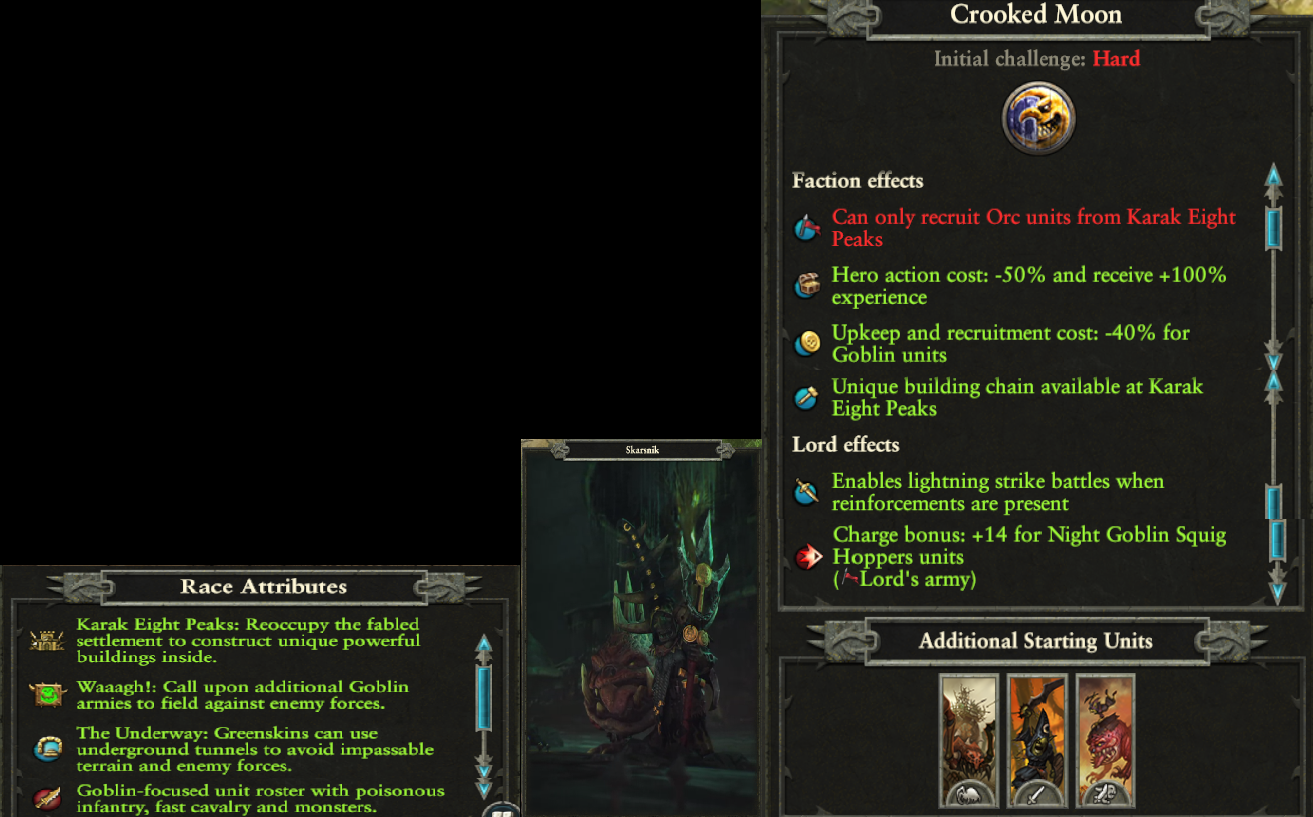 Crooked Moon
Initial challenge: Hard
Faction effects
Can only recruit Orc units from Karak Eight
Peaks
Hero action cost: -50% and receive +100%
experience
Upkeep and recruitment cost: -40% for
Goblin units
Unique building chain available at Karak
Eight Peaks
Lord effects
Enables lightning strike battles when
reinforcements are present
Charge bonus: +14 for Night Goblin Squig
Hoppers units
(Lord's army)
Additional Starting Units
Skarsnik
Race Attributes
Karak Eight Peaks: Reoccupy the fabled
settlement to construct unique powerful
buildings inside.
Waaagh!: Call upon additional Goblin
armies to field against enemy forces.
The Underway: Greenskins can use
underground tunnels to avoid impassable
terrain and enemy forces.
Goblin-focused unit roster with poisonous
infantry, fast cavalry and monsters.